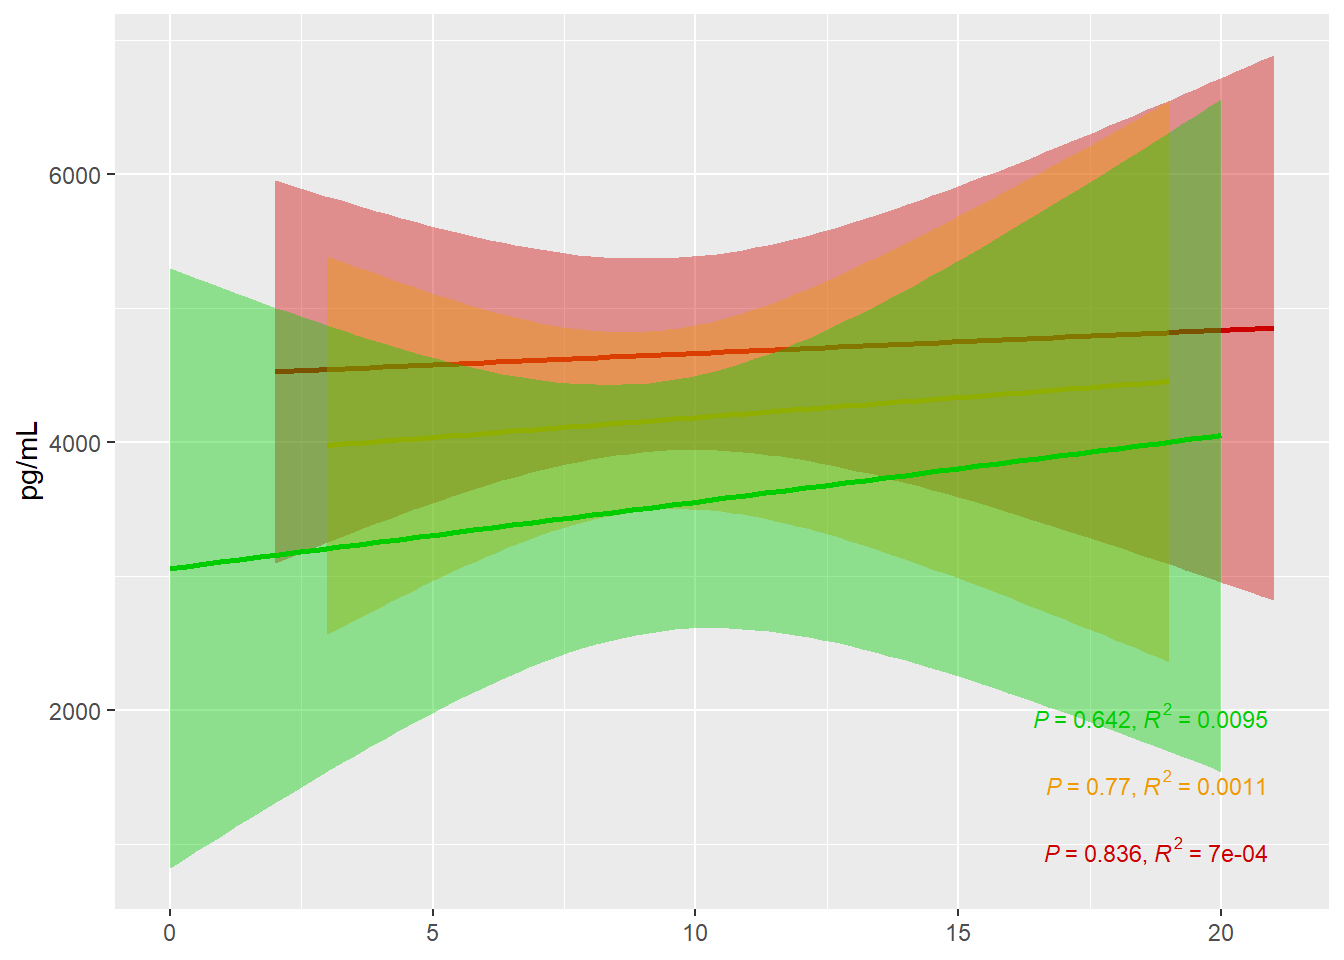 pg/mL
6000
4000
2000
P = 0.642, R² = 0.0095
P = 0.77, R² = 0.0011
P = 0.836, R² = 7e-04
0 5 10 15 20